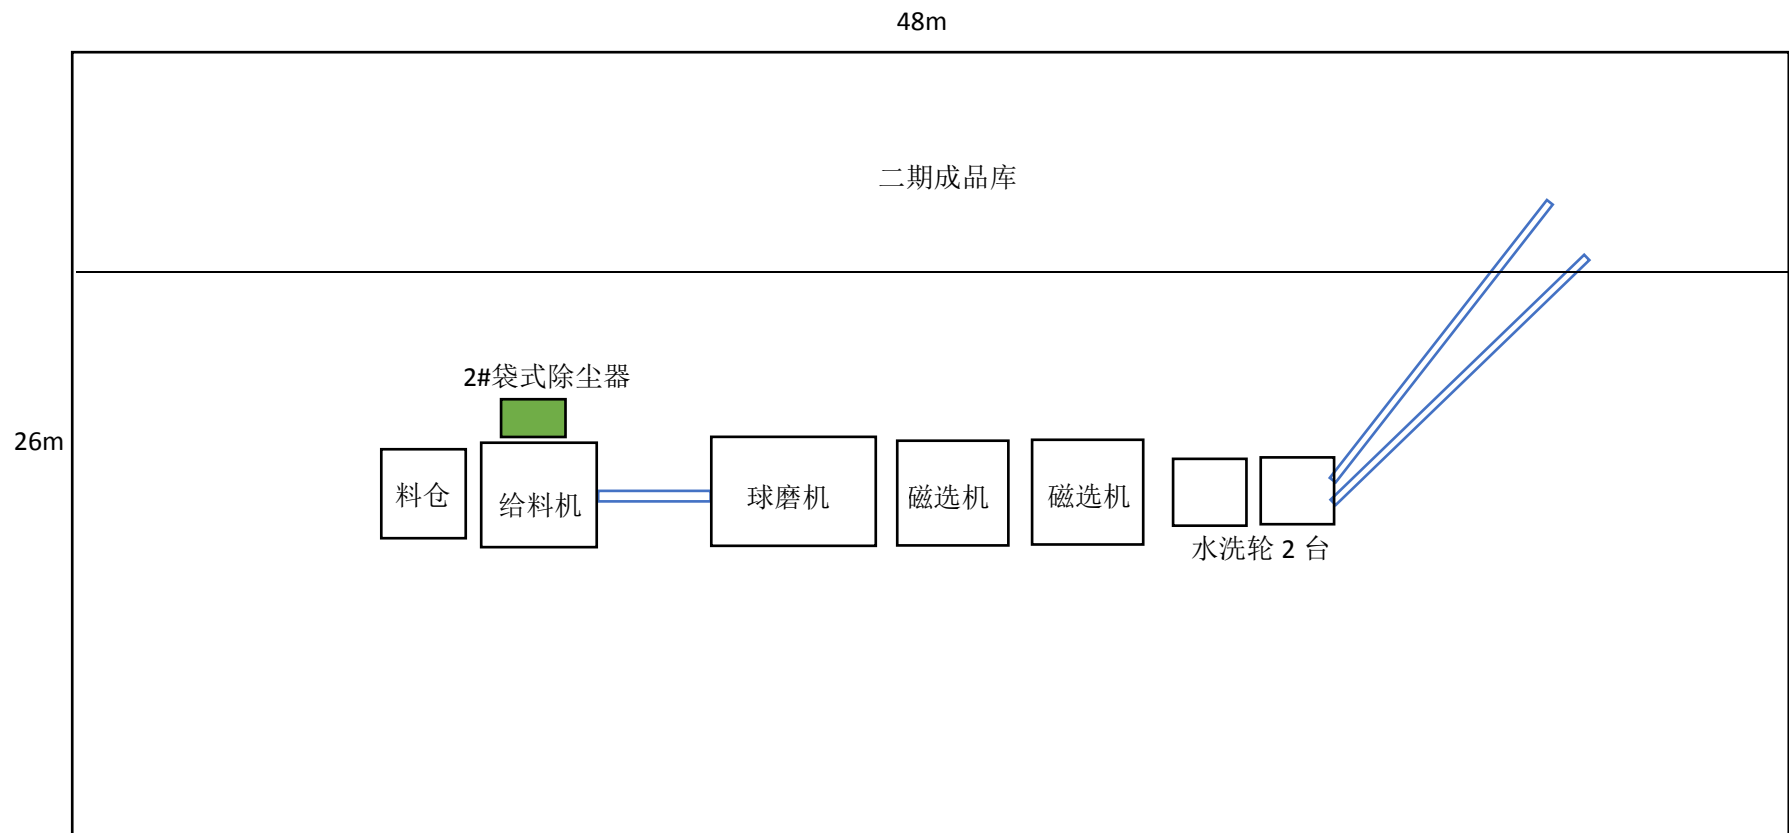 48m
二期成品库
2#袋式除尘器
26m
料仓
给料机
球磨机
磁选机
磁选机
水洗轮 2 台